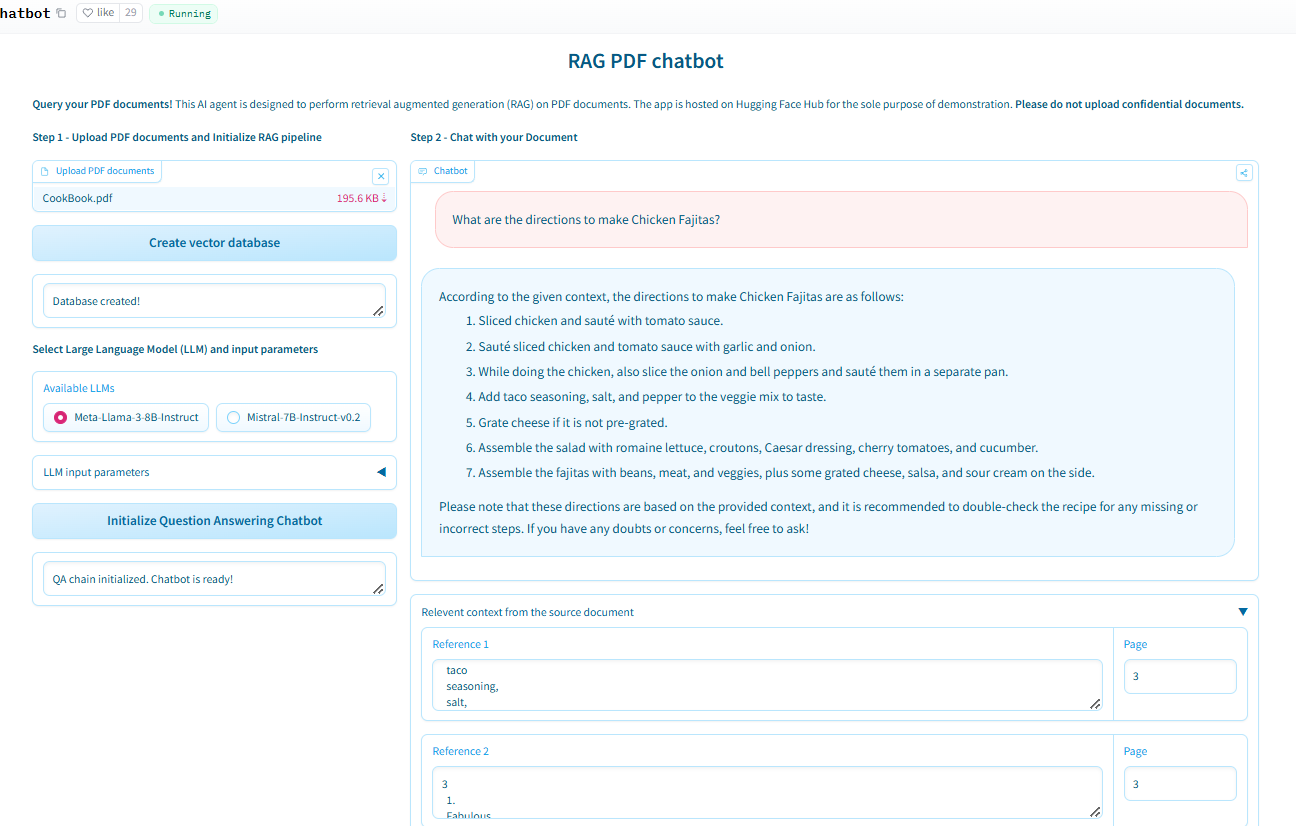 hatbot like 29 Running
RAG PDF chatbot
Query your PDF documents! This AI agent is designed to perform retrieval augmented generation (RAG) on PDF documents. The app is hosted on Hugging Face Hub for the sole purpose of demonstration. Please do not upload confidential documents.
Step 1 - Upload PDF documents and Initialize RAG pipeline
Upload PDF documents
CookBook.pdf 195.6 KB ⇣
Create vector database
Database created!
Select Large Language Model (LLM) and input parameters
Available LLMs
Meta-Llama-3-8B-Instruct Mistral-7B-Instruct-v0.2
LLM input parameters
Initialize Question Answering Chatbot
QA chain initialized. Chatbot is ready!
Step 2 - Chat with your Document
Chatbot
What are the directions to make Chicken Fajitas?
According to the given context, the directions to make Chicken Fajitas are as follows:
1. Sliced chicken and sauté with tomato sauce.
2. Sauté sliced chicken and tomato sauce with garlic and onion.
3. While doing the chicken, also slice the onion and bell peppers and sauté them in a separate pan.
4. Add taco seasoning, salt, and pepper to the veggie mix to taste.
5. Grate cheese if it is not pre-grated.
6. Assemble the salad with romaine lettuce, croutons, Caesar dressing, cherry tomatoes, and cucumber.
7. Assemble the fajitas with beans, meat, and veggies, plus some grated cheese, salsa, and sour cream on the side.
Please note that these directions are based on the provided context, and it is recommended to double-check the recipe for any missing or
incorrect steps. If you have any doubts or concerns, feel free to ask!
Relevent context from the source document
Reference 1
taco
seasoning,
salt,
Page
3
Reference 2
3
1.
Fabulous
Page
3